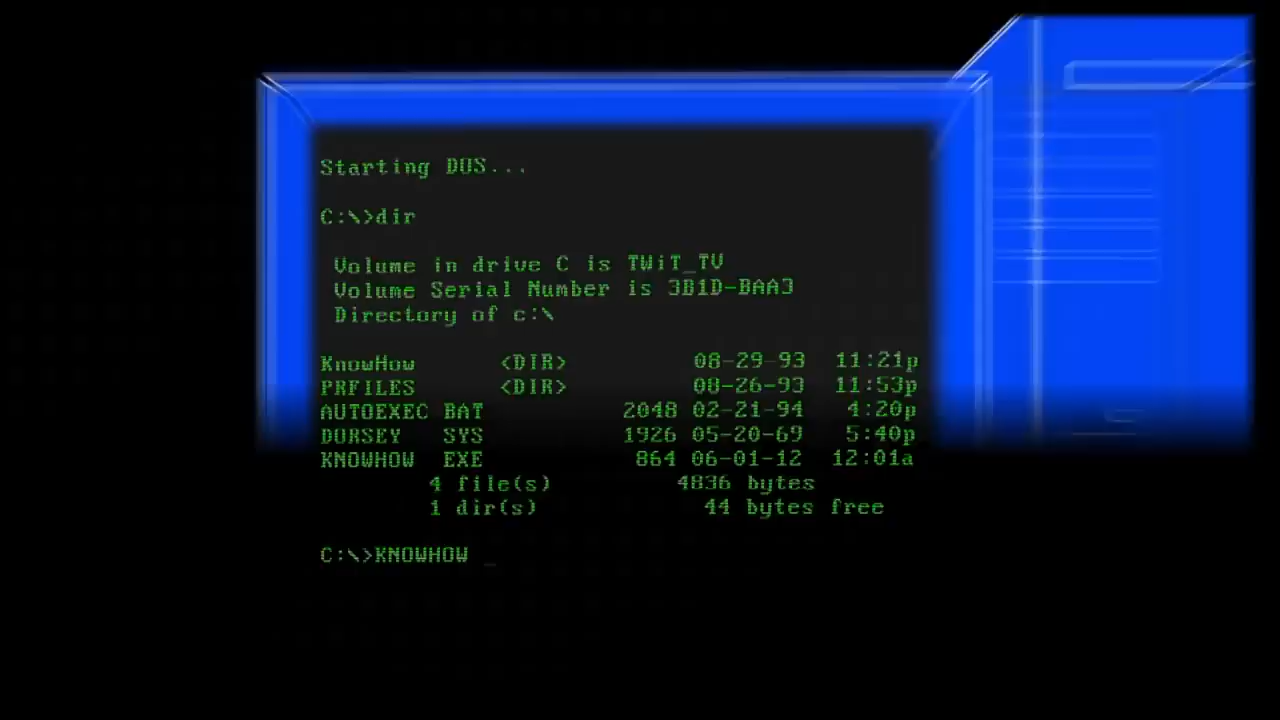 Starting DOS...
C:\>dir
Volume in drive C is TWiT_TV
Volume Serial Number is 3B1D-BAA3
Directory of c:\
KnowHow <DIR> 08-29-93 11:21p
PRFILES <DIR> 08-26-93 11:53p
AUTOEXEC BAT 2048 02-21-94 4:20p
DORSEY SYS 1926 05-20-69 5:40p
KNOWHOW EXE 864 06-01-12 12:01a
4 file(s) 4836 bytes
1 dir(s) 44 bytes free
C:\>KNOWHOW _